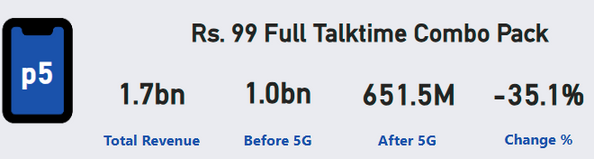 Rs. 99 Full Talktime Combo Pack
p5
1.7bn 1.0bn 651.5M -35.1%
Total Revenue Before 5G After 5G Change %